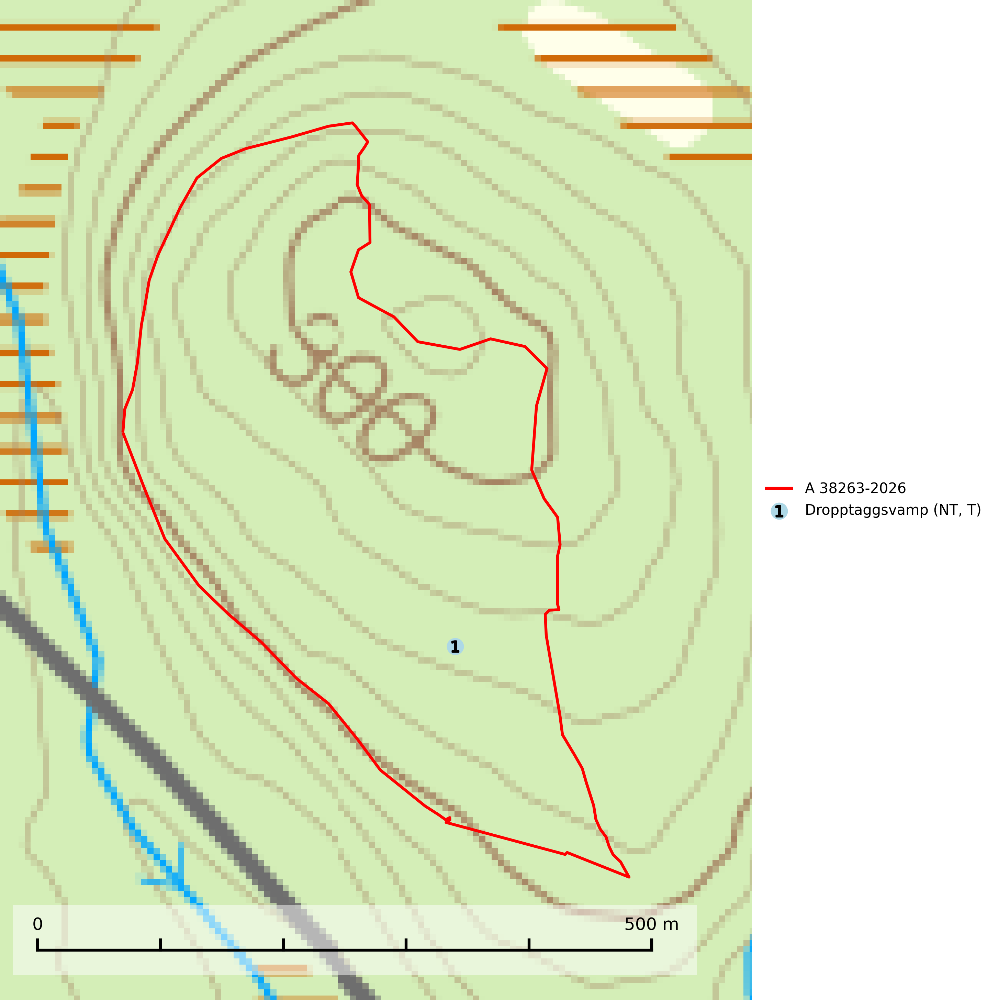 A 38263-2026
1 Dropptaggsvamp (NT, T)
1
0 500 m